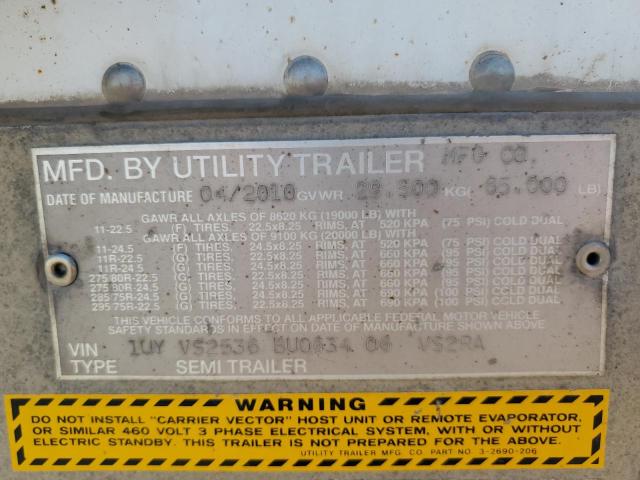 MFD. BY UTILITY TRAILER MFG CO.
DATE OF MANUFACTURE 04/2010 GVWR 29,300 KG( 65,000 LB)
GAWR ALL AXLES OF 8620 KG (19000 LB) WITH
11-22.5 (F) TIRES, 22.5x8.25 RIMS, AT 520 KPA (75 PSI) COLD DUAL
GAWR ALL AXLES OF 9100 KG (20000 LB) WITH
11-24.5 (F) TIRES, 24.5x8.25 RIMS, AT 520 KPA (75 PSI) COLD DUAL
11R-22.5 (G) TIRES, 22.5x8.25 RIMS, AT 660 KPA (95 PSI) COLD DUAL
11R-24.5 (G) TIRES, 24.5x8.25 RIMS, AT 660 KPA (95 PSI) COLD DUAL
275 80R-22.5 (G) TIRES, 22.5x8.25 RIMS, AT 660 KPA (95 PSI) COLD DUAL
275 80R-24.5 (G) TIRES, 24.5x8.25 RIMS, AT 660 KPA (95 PSI) COLD DUAL
285 75R-24.5 (G) TIRES, 24.5x8.25 RIMS, AT 690 KPA (100 PSI) COLD DUAL
295 75R-22.5 (G) TIRES, 22.5x8.25 RIMS, AT 690 KPA (100 PSI) COLD DUAL
THIS VEHICLE CONFORMS TO ALL APPLICABLE FEDERAL MOTOR VEHICLE
SAFETY STANDARDS IN EFFECT ON DATE OF MANUFACTURE SHOWN ABOVE
VIN 1UY VS2536 06 VS2RA
TYPE SEMI TRAILER
WARNING
DO NOT INSTALL "CARRIER VECTOR" HOST UNIT OR REMOTE EVAPORATOR,
OR SIMILAR 460 VOLT 3 PHASE ELECTRICAL SYSTEM, WITH OR WITHOUT
ELECTRIC STANDBY. THIS TRAILER IS NOT PREPARED FOR THE ABOVE.
UTILITY TRAILER MFG. CA. PART NO. 3-2690-206